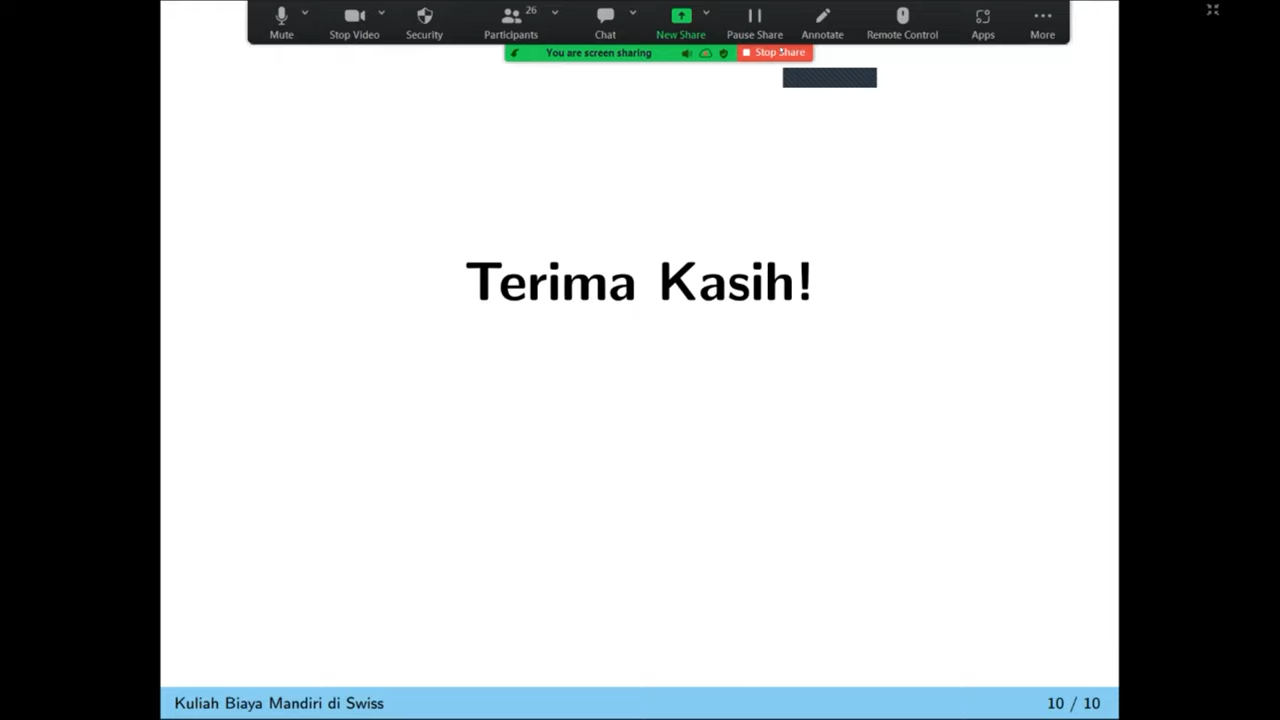 26
Mute
Stop Video
Security
Participants
Chat
New Share
Pause Share
Annotate
Remote Control
Apps
More
You are screen sharing
Stop Share
Terima Kasih!
Kuliah Biaya Mandiri di Swiss
10 / 10